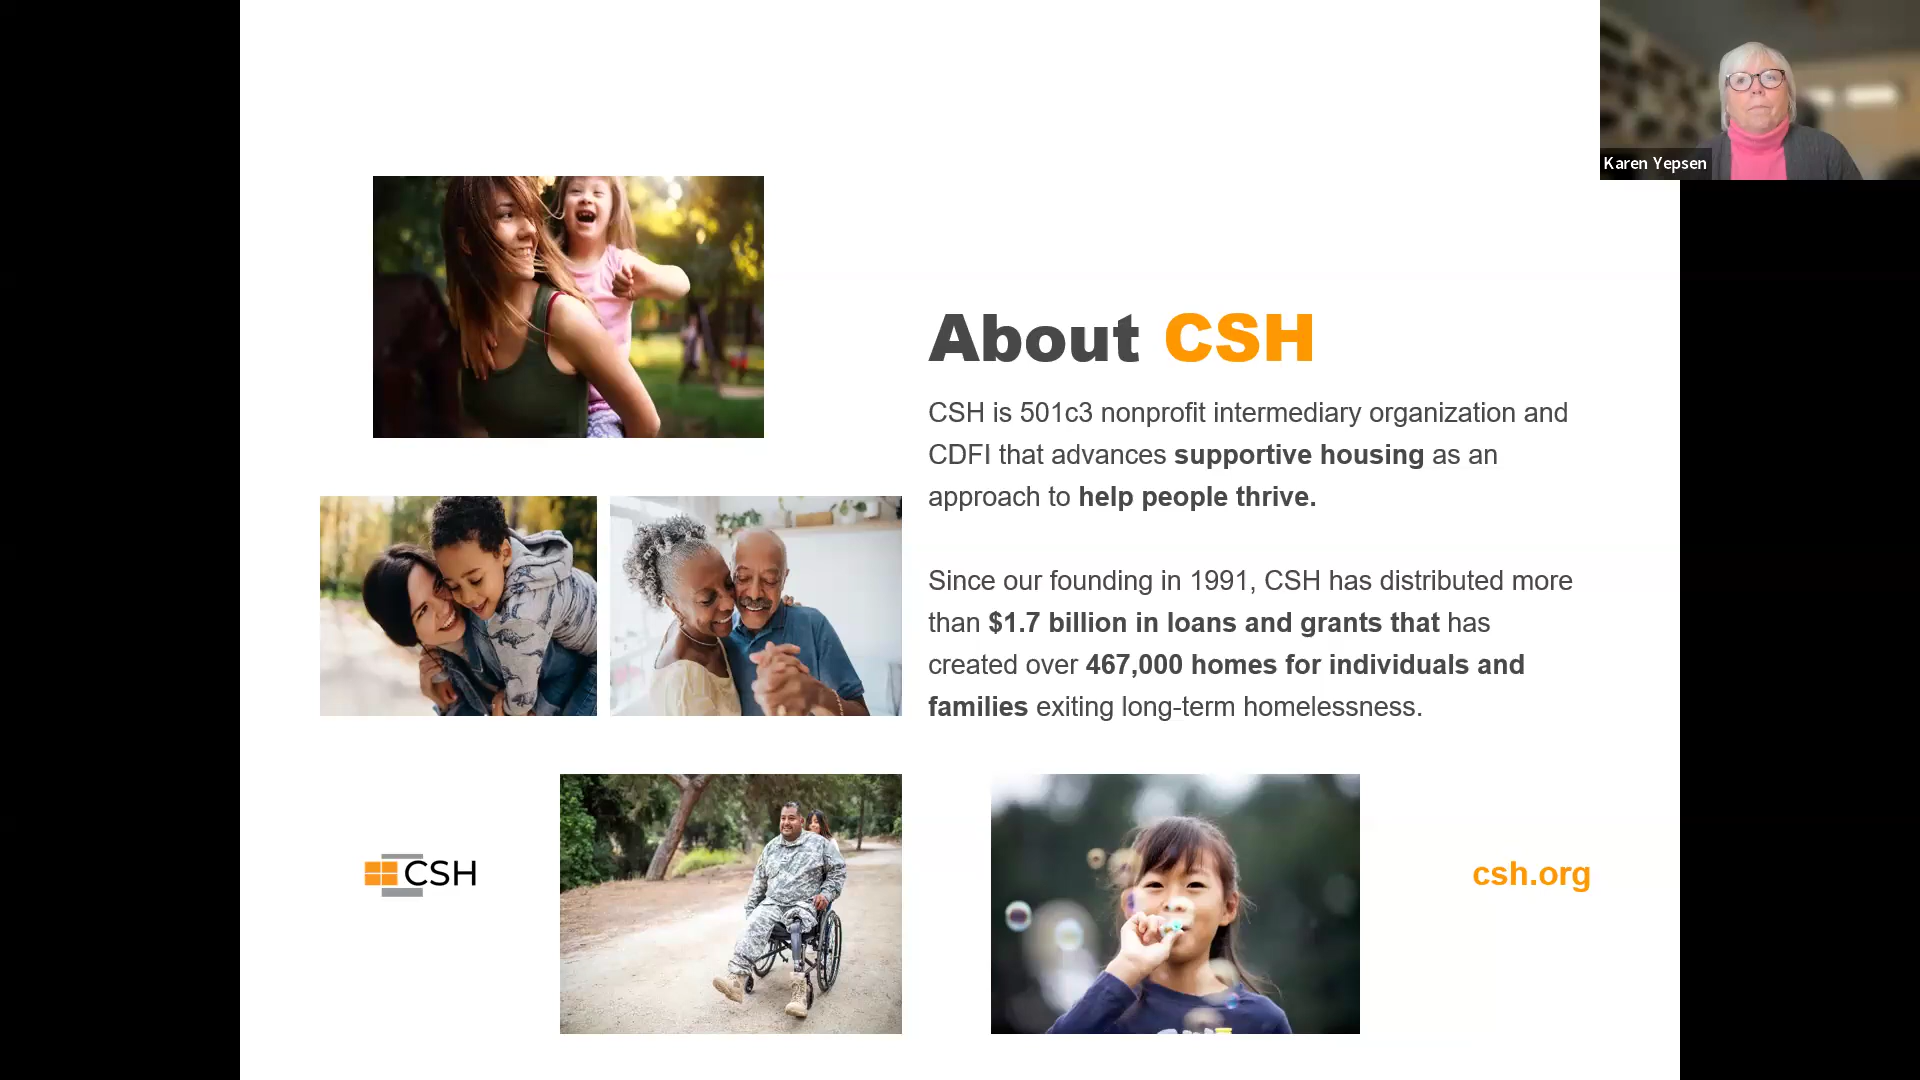 Karen Yepsen
About CSH
CSH is 501c3 nonprofit intermediary organization and
CDFI that advances supportive housing as an
approach to help people thrive.
Since our founding in 1991, CSH has distributed more
than $1.7 billion in loans and grants that has
created over 467,000 homes for individuals and
families exiting long-term homelessness.
CSH
csh.org